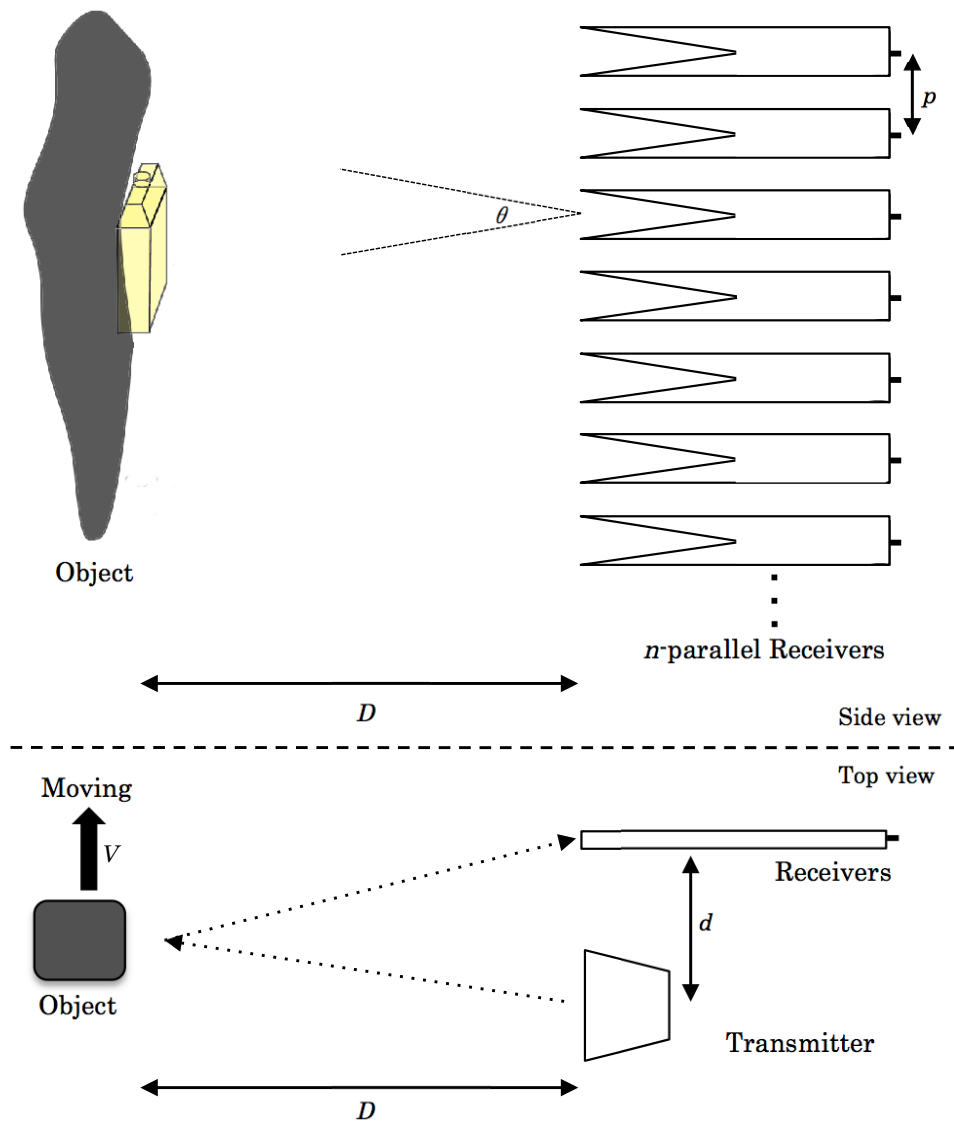 p
θ
Object
n-parallel Receivers
D
Side view
Top view
Moving
V
Receivers
d
Object
Transmitter
D